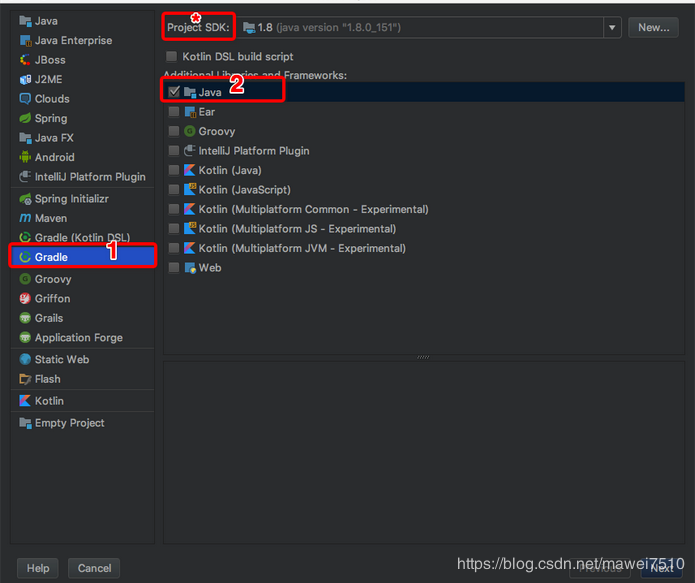 Java
Java Enterprise
JBoss
J2ME
Clouds
Spring
Java FX
Android
IntelliJ Platform Plugin
Spring Initializr
Maven
Gradle (Kotlin DSL)
1
Gradle
Groovy
Griffon
Grails
Application Forge
Static Web
Flash
Kotlin
Empty Project
*
Project SDK: 1.8 (java version "1.8.0_151") New...
Kotlin DSL build script
Additional Libraries and Frameworks:
Java 2
Ear
Groovy
IntelliJ Platform Plugin
Kotlin (Java)
Kotlin (JavaScript)
Kotlin (Multiplatform Common - Experimental)
Kotlin (Multiplatform JS - Experimental)
Kotlin (Multiplatform JVM - Experimental)
Web
Help Cancel Previous Next
https://blog.csdn.net/mawei7510